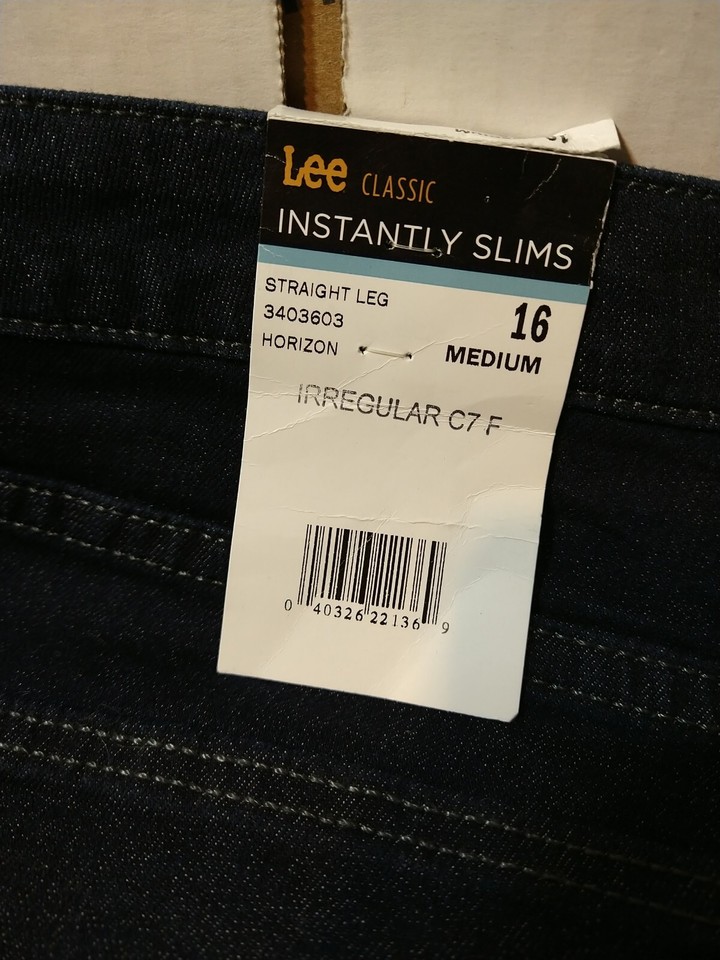 Lee CLASSIC
INSTANTLY SLIMS
STRAIGHT LEG
3403603
HORIZON
16
MEDIUM
IRREGULAR C7 F
0 40326 22136 9